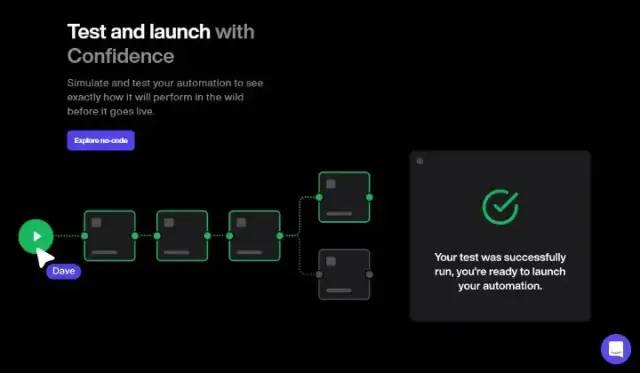 Test and launch with
Confidence
Simulate and test your automation to see
exactly how it will perform in the wild
before it goes live.
Explore no-code
Dave
Your test was successfully
run, you're ready to launch
your automation.